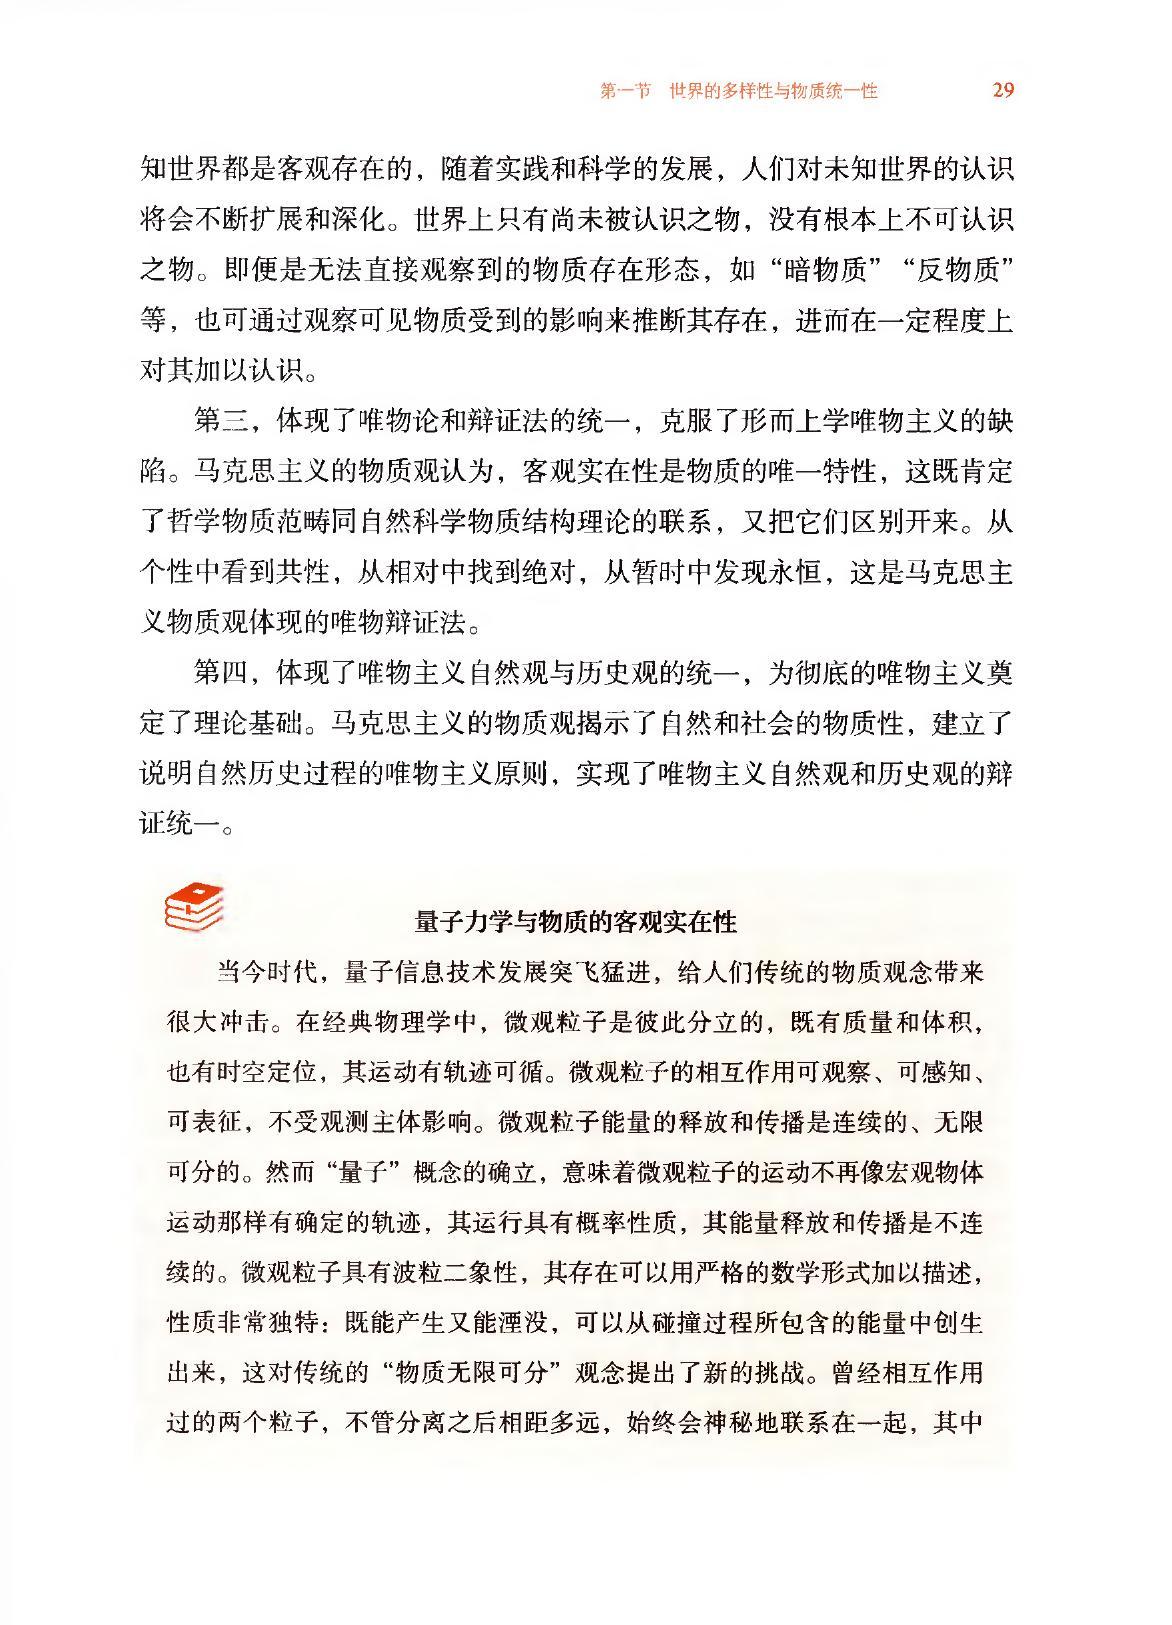 第一节　世界的多样性与物质统一性　29
知世界都是客观存在的，随着实践和科学的发展，人们对未知世界的认识
将会不断扩展和深化。世界上只有尚未被认识之物，没有根本上不可认识
之物。即便是无法直接观察到的物质存在形态，如“暗物质”“反物质”
等，也可通过观察可见物质受到的影响来推断其存在，进而在一定程度上
对其加以认识。
第三，体现了唯物论和辩证法的统一，克服了形而上学唯物主义的缺
陷。马克思主义的物质观认为，客观实在性是物质的唯一特性，这既肯定
了哲学物质范畴同自然科学物质结构理论的联系，又把它们区别开来。从
个性中看到共性，从相对中找到绝对，从暂时中发现永恒，这是马克思主
义物质观体现的唯物辩证法。
第四，体现了唯物主义自然观与历史观的统一，为彻底的唯物主义奠
定了理论基础。马克思主义的物质观揭示了自然和社会的物质性，建立了
说明自然历史过程的唯物主义原则，实现了唯物主义自然观和历史观的辩
证统一。
量子力学与物质的客观实在性
当今时代，量子信息技术发展突飞猛进，给人们传统的物质观念带来
很大冲击。在经典物理学中，微观粒子是彼此分立的，既有质量和体积，
也有时空定位，其运动有轨迹可循。微观粒子的相互作用可观察、可感知、
可表征，不受观测主体影响。微观粒子能量的释放和传播是连续的、无限
可分的。然而“量子”概念的确立，意味着微观粒子的运动不再像宏观物体
运动那样有确定的轨迹，其运行具有概率性质，其能量释放和传播是不连
续的。微观粒子具有波粒二象性，其存在可以用严格的数学形式加以描述，
性质非常独特：既能产生又能湮没，可以从碰撞过程所包含的能量中创生
出来，这对传统的“物质无限可分”观念提出了新的挑战。曾经相互作用
过的两个粒子，不管分离之后相距多远，始终会神秘地联系在一起，其中